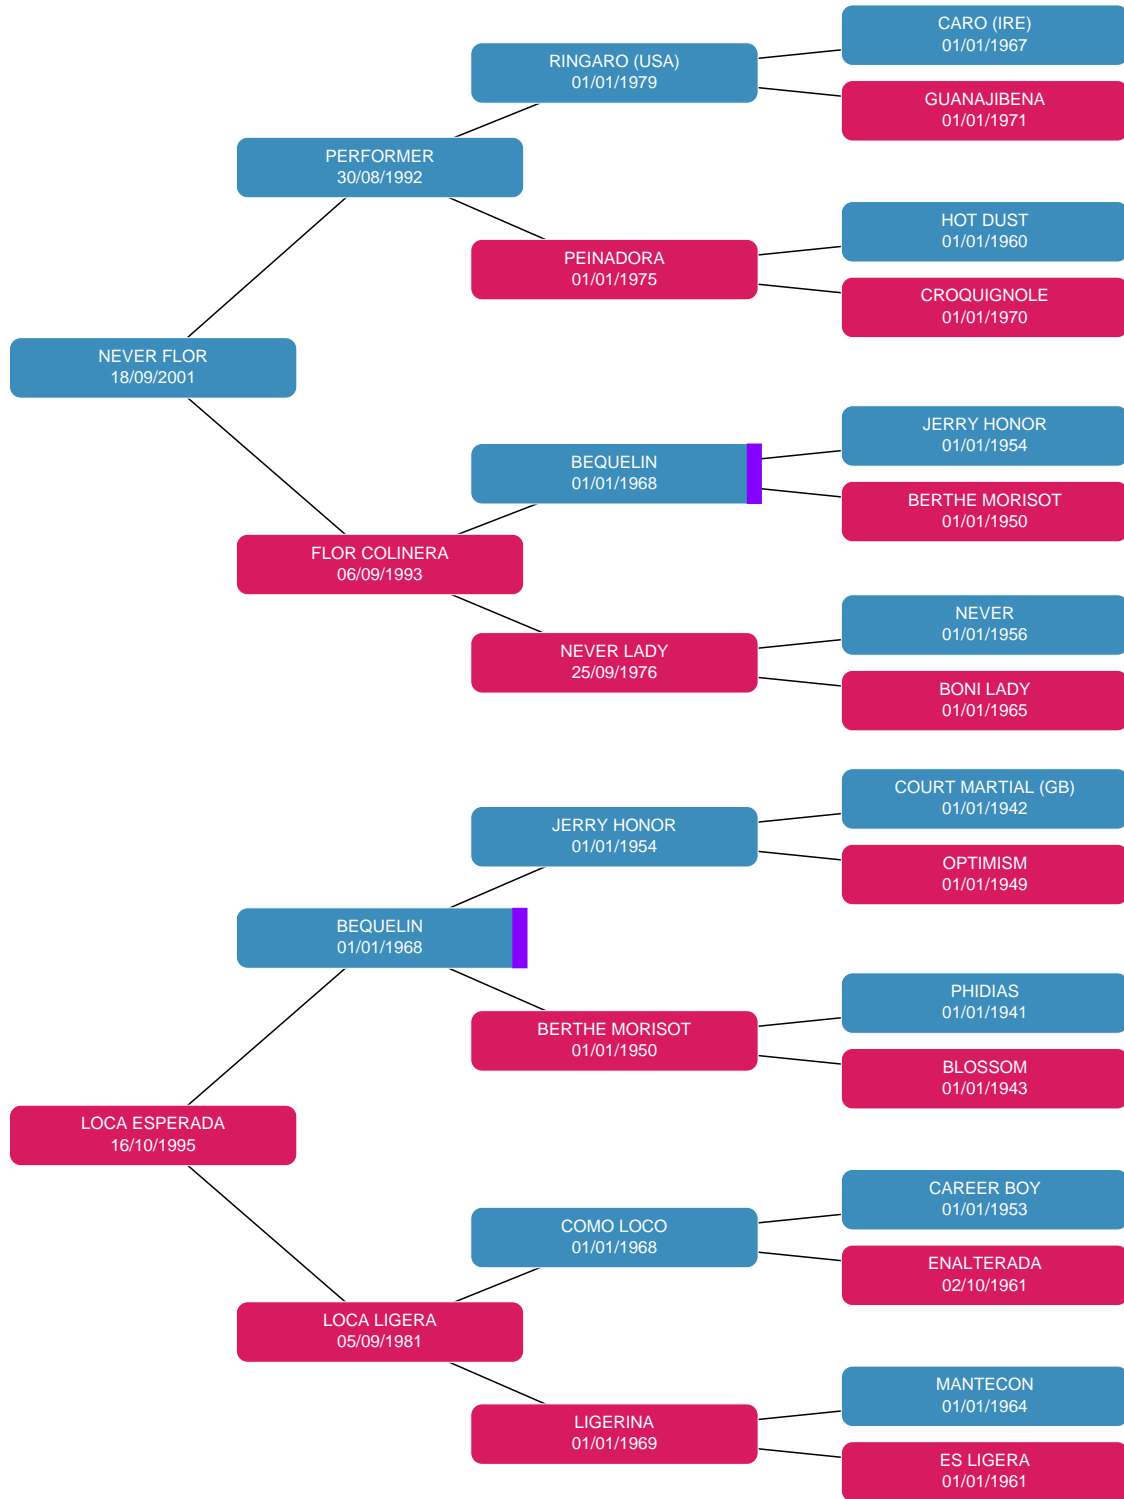 CARO (IRE)
01/01/1967
RINGARO (USA)
01/01/1979
GUANAJIBENA
01/01/1971
PERFORMER
30/08/1992
HOT DUST
01/01/1960
PEINADORA
01/01/1975
CROQUIGNOLE
01/01/1970
NEVER FLOR
18/09/2001
JERRY HONOR
01/01/1954
BEQUELIN
01/01/1968
BERTHE MORISOT
01/01/1950
FLOR COLINERA
06/09/1993
NEVER
01/01/1956
NEVER LADY
25/09/1976
BONI LADY
01/01/1965
COURT MARTIAL (GB)
01/01/1942
JERRY HONOR
01/01/1954
OPTIMISM
01/01/1949
BEQUELIN
01/01/1968
PHIDIAS
01/01/1941
BERTHE MORISOT
01/01/1950
BLOSSOM
01/01/1943
LOCA ESPERADA
16/10/1995
CAREER BOY
01/01/1953
COMO LOCO
01/01/1968
ENALTERADA
02/10/1961
LOCA LIGERA
05/09/1981
MANTECON
01/01/1964
LIGERINA
01/01/1969
ES LIGERA
01/01/1961